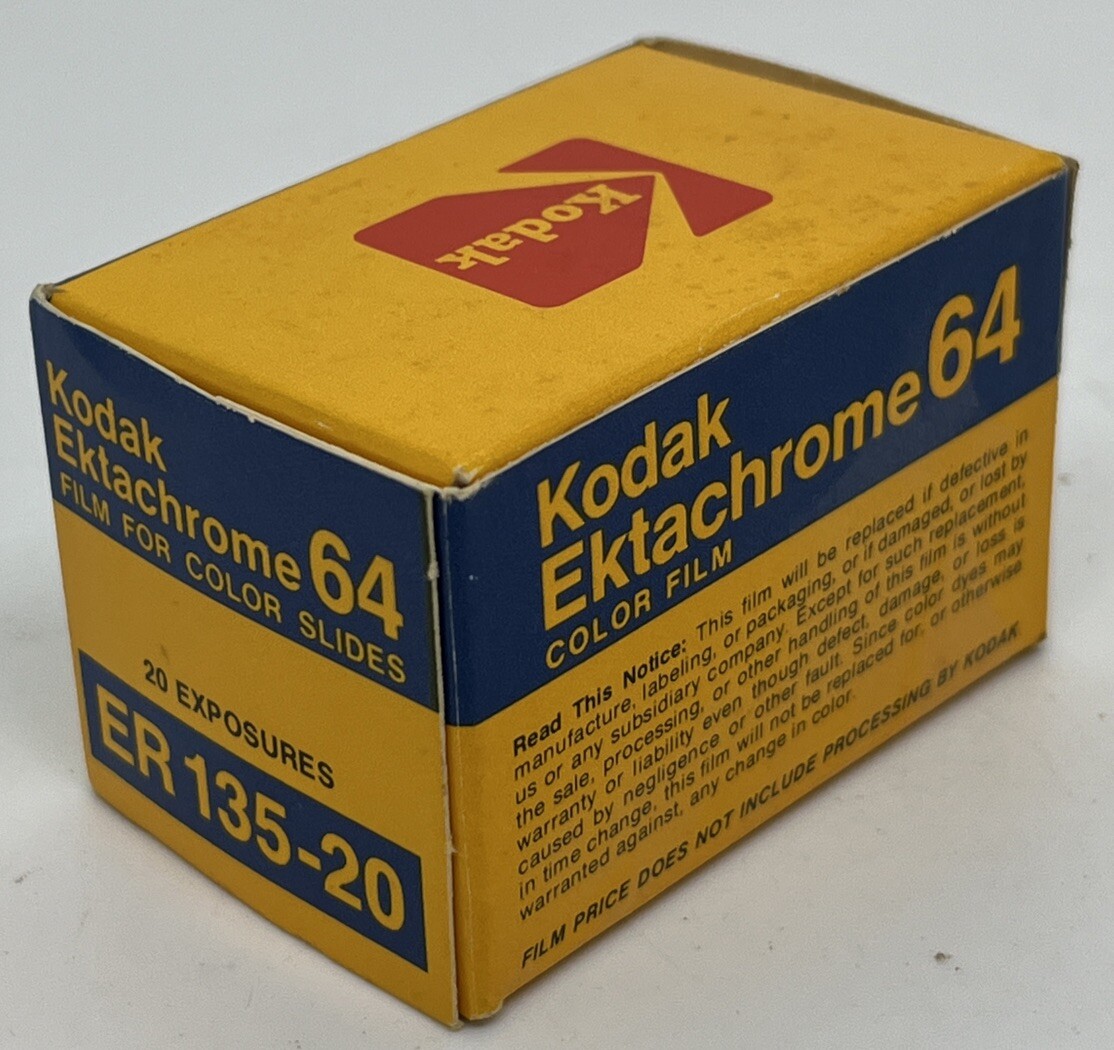 Kodak
Kodak
Ektachrome 64
FILM FOR COLOR SLIDES
20 EXPOSURES
ER 135-20
Kodak
Ektachrome 64
COLOR FILM
Read This Notice: This film will be replaced if defective in
manufacture, labeling, or packaging, or if damaged, or lost by
us or any subsidiary company. Except for such replacement,
the sale, processing, or other handling of this film is without
warranty or liability even though defect, damage, or loss is
caused by negligence or other fault. Since color dyes may
in time change, this film will not be replaced for, or otherwise
warranted against, any change in color.
FILM PRICE DOES NOT INCLUDE PROCESSING BY KODAK.